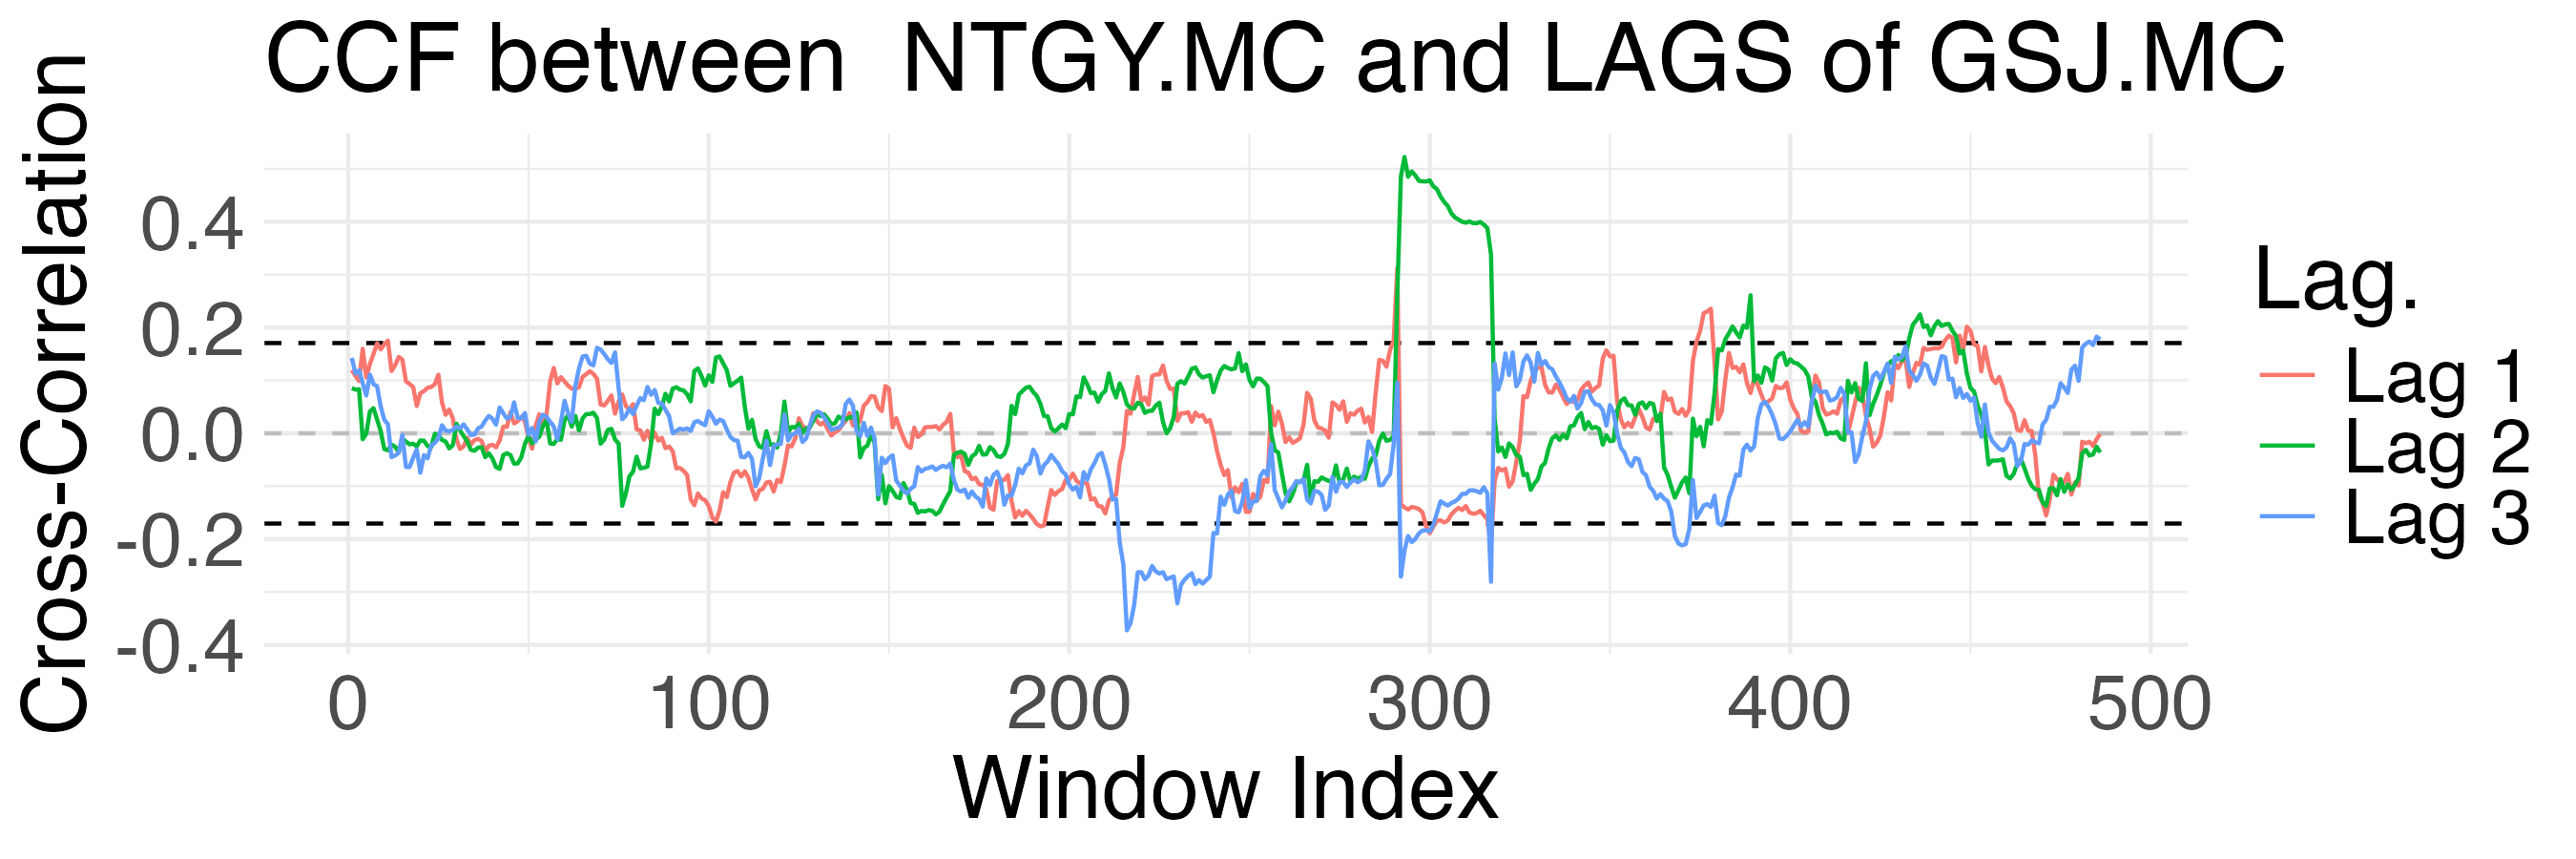 CCF between  NTGY.MC and LAGS of GSJ.MC
Cross-Correlation
0.4
0.2
0.0
-0.2
-0.4
0 100 200 300 400 500
Window Index
Lag.
Lag 1
Lag 2
Lag 3